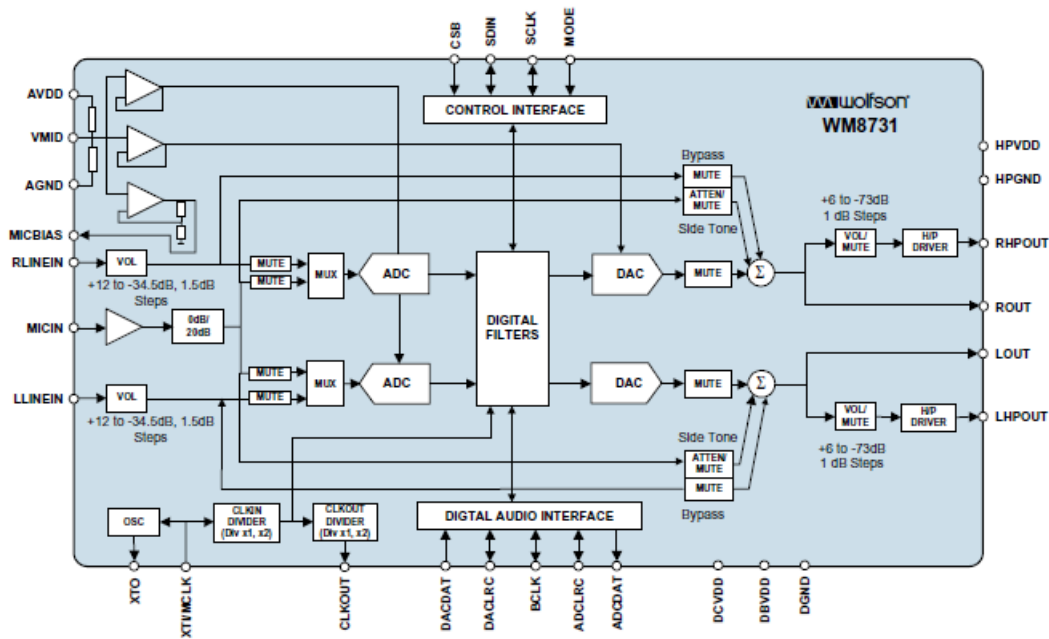 CSB
SDIN
SCLK
MODE
AVDD
VMID
AGND
MICBIAS
RLINEIN
MICIN
LLINEIN
CONTROL INTERFACE
wolfson
WM8731
HPVDD
HPGND
RHPOUT
ROUT
LOUT
LHPOUT
Bypass
MUTE
ATTEN/
MUTE
Side Tone
+6 to -73dB
1 dB Steps
VOL/
MUTE
H/P
DRIVER
VOL
+12 to -34.5dB, 1.5dB
Steps
MUTE
MUTE
MUX
ADC
DIGITAL
FILTERS
DAC
MUTE
Σ
0dB/
20dB
VOL
+12 to -34.5dB, 1.5dB
Steps
MUTE
MUTE
MUX
ADC
DAC
MUTE
Σ
VOL/
MUTE
H/P
DRIVER
+6 to -73dB
1 dB Steps
Side Tone
ATTEN/
MUTE
MUTE
Bypass
OSC
CLKIN
DIVIDER
(Div x1, x2)
CLKOUT
DIVIDER
(Div x1, x2)
DIGTAL AUDIO INTERFACE
XTO
XTI/MCLK
CLKOUT
DACDAT
DACLRC
BCLK
ADCLRC
ADCDAT
DCVDD
DBVDD
DGND